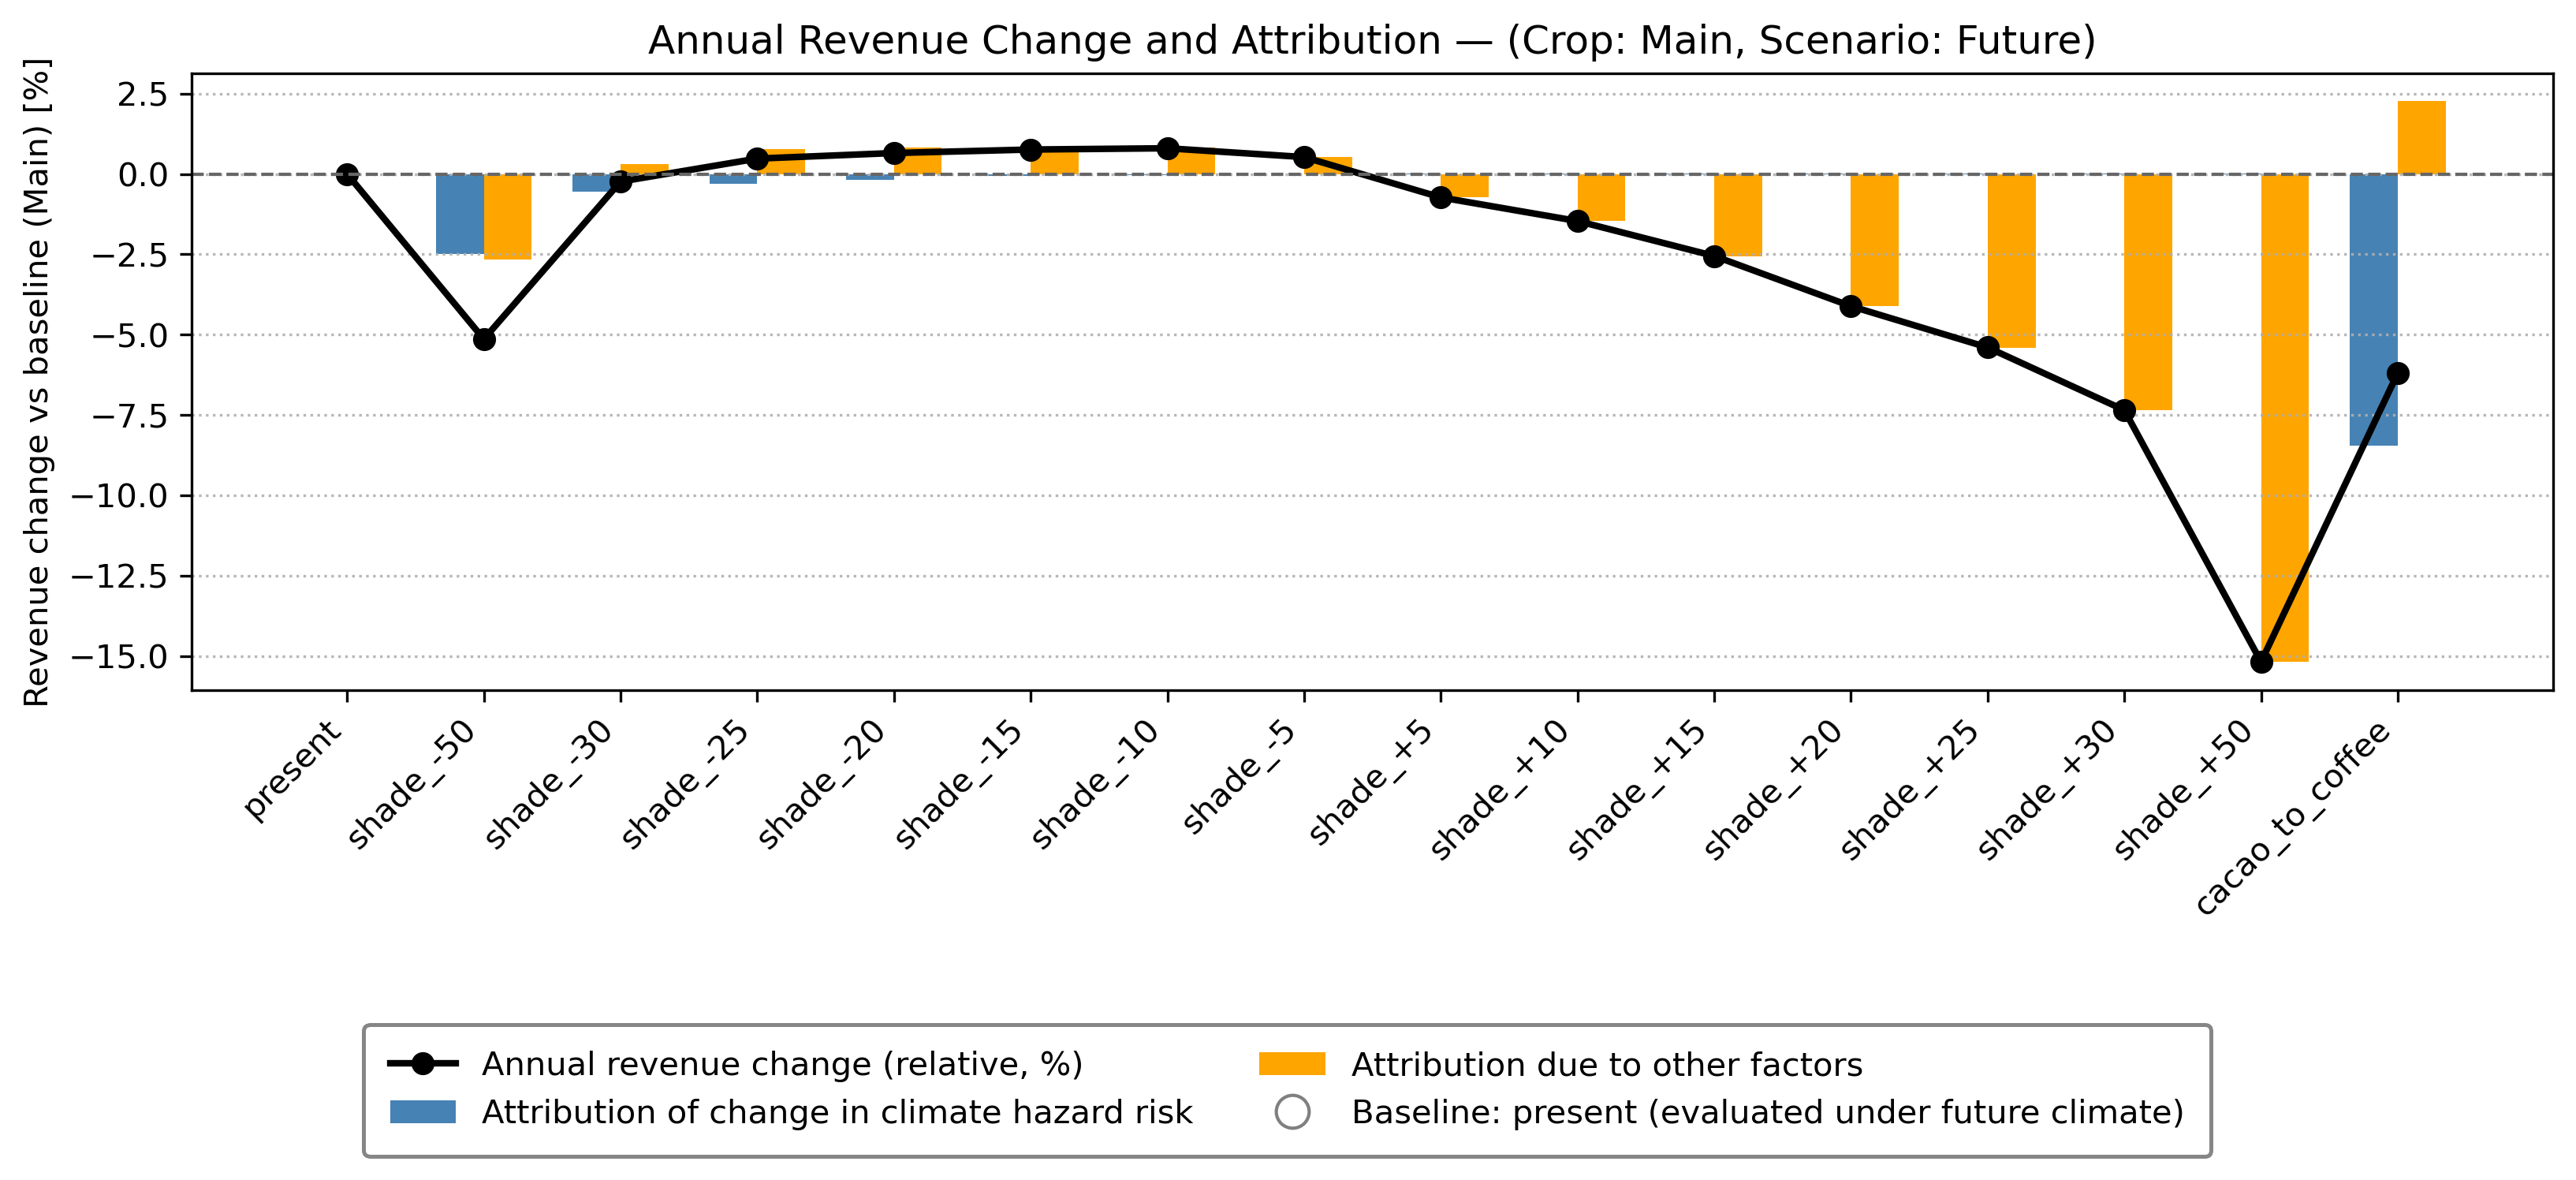 Annual Revenue Change and Attribution — (Crop: Main, Scenario: Future)
Revenue change vs baseline (Main) [%]
2.5
0.0
−2.5
−5.0
−7.5
−10.0
−12.5
−15.0
present
shade_-50
shade_-30
shade_-25
shade_-20
shade_-15
shade_-10
shade_-5
shade_+5
shade_+10
shade_+15
shade_+20
shade_+25
shade_+30
shade_+50
cacao_to_coffee
Annual revenue change (relative, %)
Attribution of change in climate hazard risk
Attribution due to other factors
Baseline: present (evaluated under future climate)